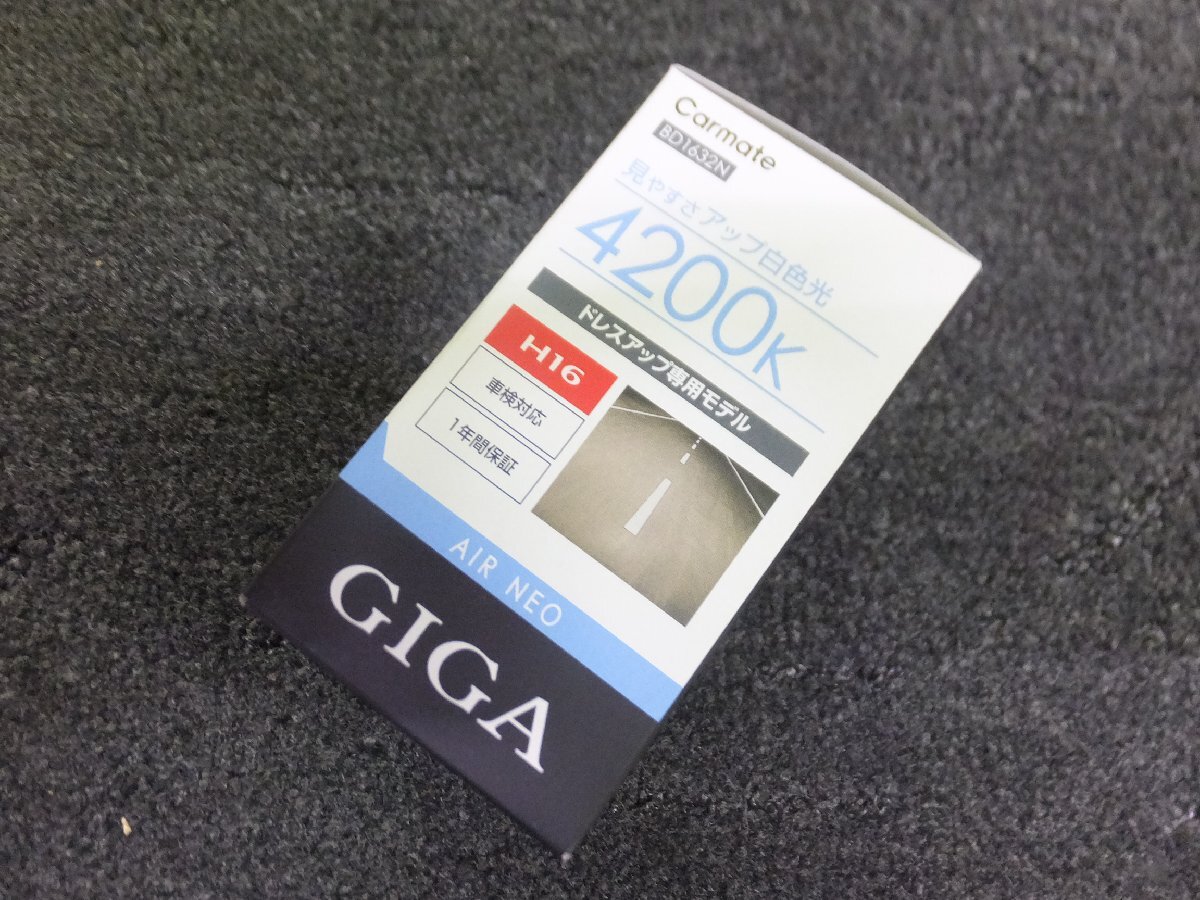 Carmate
BD1632N
見やすさアップ白色光
4200K
ドレスアップ専用モデル
H16
車検対応
1年間保証
AIR NEO
GIGA